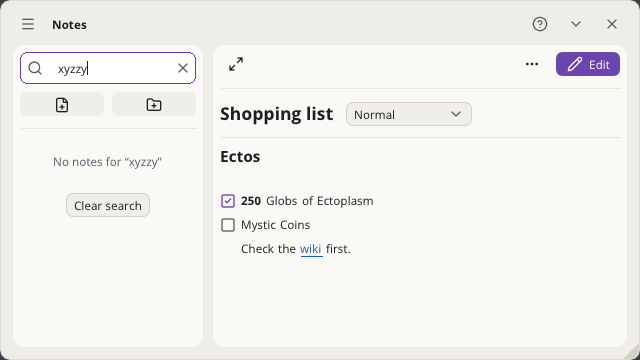 Notes
xyzzy
No notes for “xyzzy”
Clear search
Edit
Shopping list
Normal
Ectos
250 Globs of Ectoplasm
Mystic Coins
Check the wiki first.